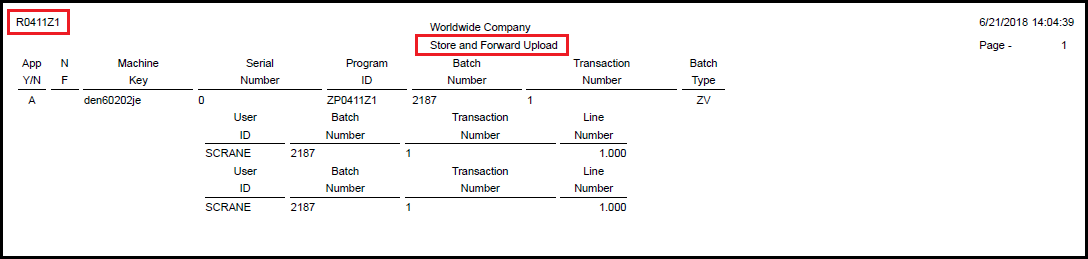 R0411Z1 Worldwide Company 6/21/2018 14:04:39
Store and Forward Upload Page - 1
App N Machine Serial Program Batch Transaction Batch
Y/N F Key Number ID Number Number Type
A den60202je 0 ZP0411Z1 2187 1 ZV
User Batch Transaction Line
ID Number Number Number
SCRANE 2187 1 1.000
User Batch Transaction Line
ID Number Number Number
SCRANE 2187 1 1.000